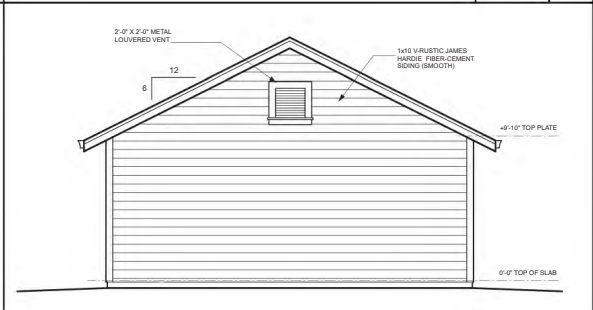 2'-0" X 2'-0" METAL
LOUVERED VENT
12
6
1x10 V-RUSTIC JAMES
HARDIE FIBER-CEMENT
SIDING (SMOOTH)
+9'-10" TOP PLATE
0'-0" TOP OF SLAB